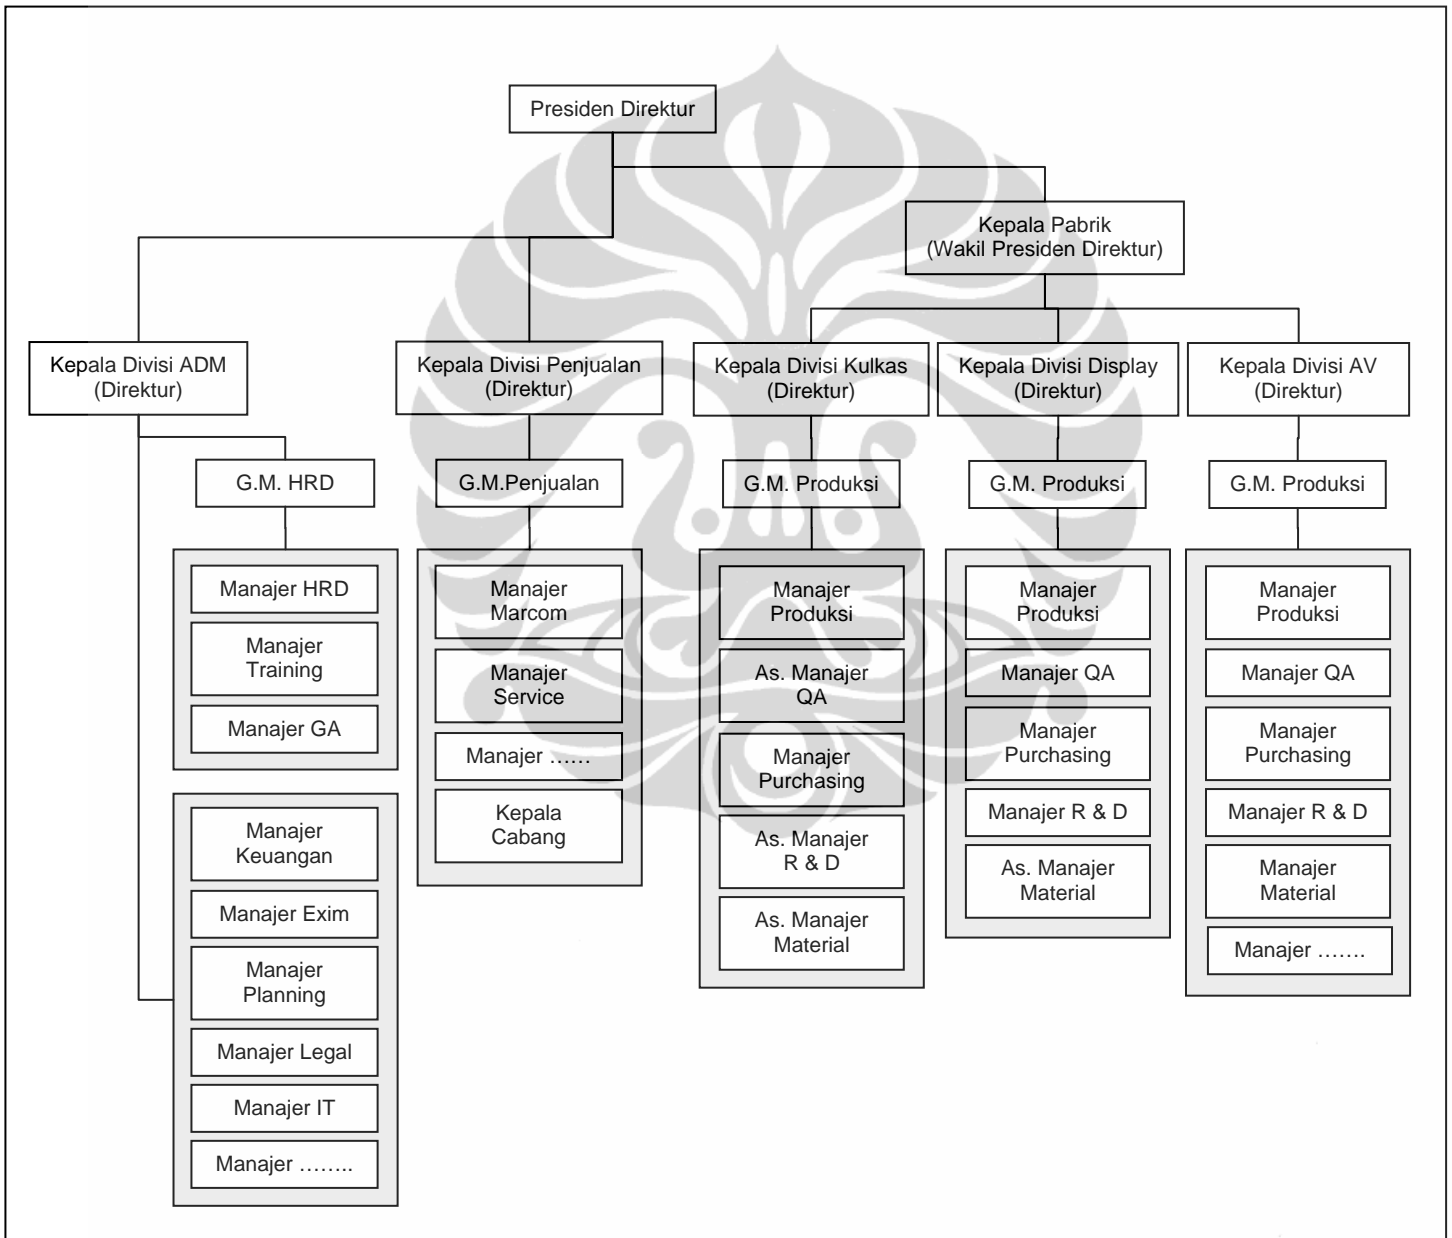 Presiden Direktur
Kepala Pabrik
(Wakil Presiden Direktur)
Kepala Divisi ADM
(Direktur)
Kepala Divisi Penjualan
(Direktur)
Kepala Divisi Kulkas
(Direktur)
Kepala Divisi Display
(Direktur)
Kepala Divisi AV
(Direktur)
G.M. HRD
G.M.Penjualan
G.M. Produksi
G.M. Produksi
G.M. Produksi
Manajer HRD
Manajer
Training
Manajer GA
Manajer
Keuangan
Manajer Exim
Manajer
Planning
Manajer Legal
Manajer IT
Manajer ……..
Manajer
Marcom
Manajer
Service
Manajer ……
Kepala
Cabang
Manajer
Produksi
As. Manajer
QA
Manajer
Purchasing
As. Manajer
R & D
As. Manajer
Material
Manajer
Produksi
Manajer QA
Manajer
Purchasing
Manajer R & D
As. Manajer
Material
Manajer
Produksi
Manajer QA
Manajer
Purchasing
Manajer R & D
Manajer
Material
Manajer …….